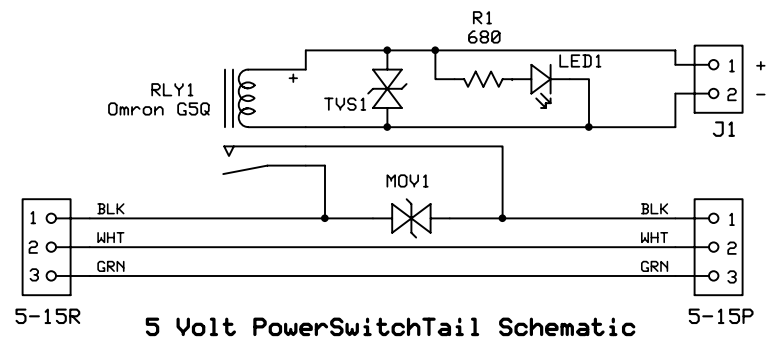 R1
680
LED1
RLY1
Omron G5Q
+
TVS1
1 +
2 -
J1
MOV1
1 BLK BLK 1
2 WHT WHT 2
3 GRN GRN 3
5-15R 5-15P
5 Volt PowerSwitchTail Schematic